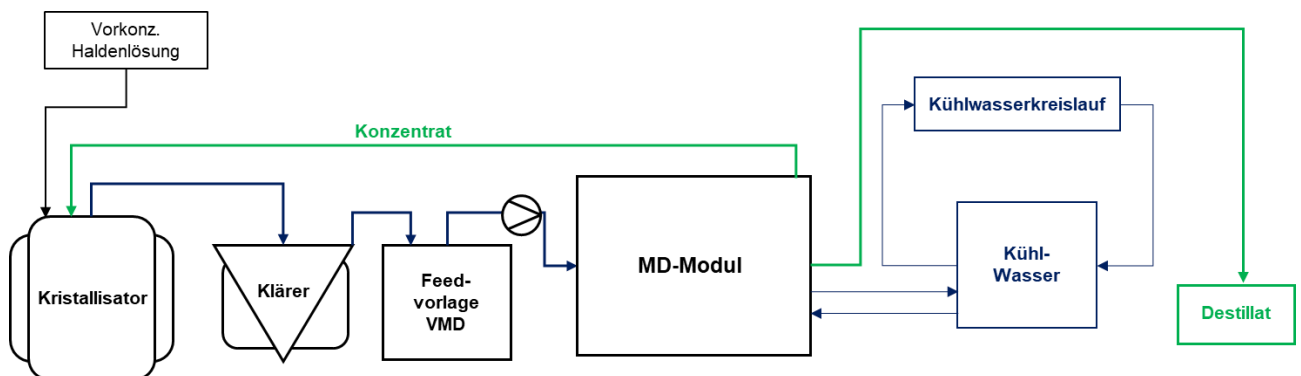 Vorkonz.
Haldenlösung
Konzentrat
Kühlwasserkreislauf
Kristallisator
Klärer
Feed-
vorlage
VMD
MD-Modul
Kühl-
Wasser
Destillat